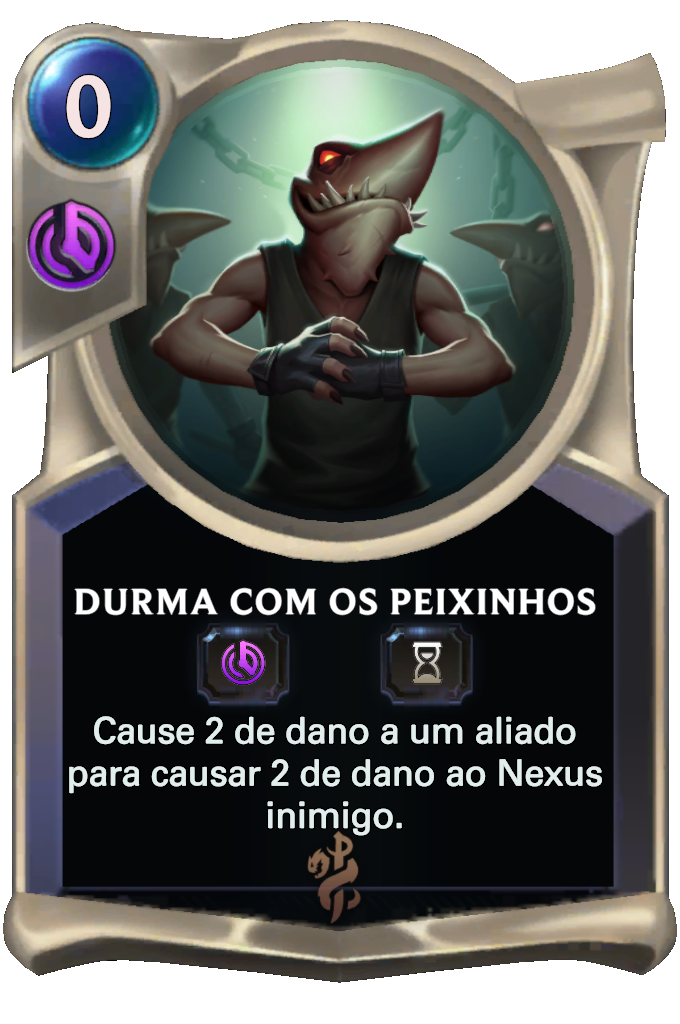 0
DURMA COM OS PEIXINHOS
Cause 2 de dano a um aliado
para causar 2 de dano ao Nexus
inimigo.